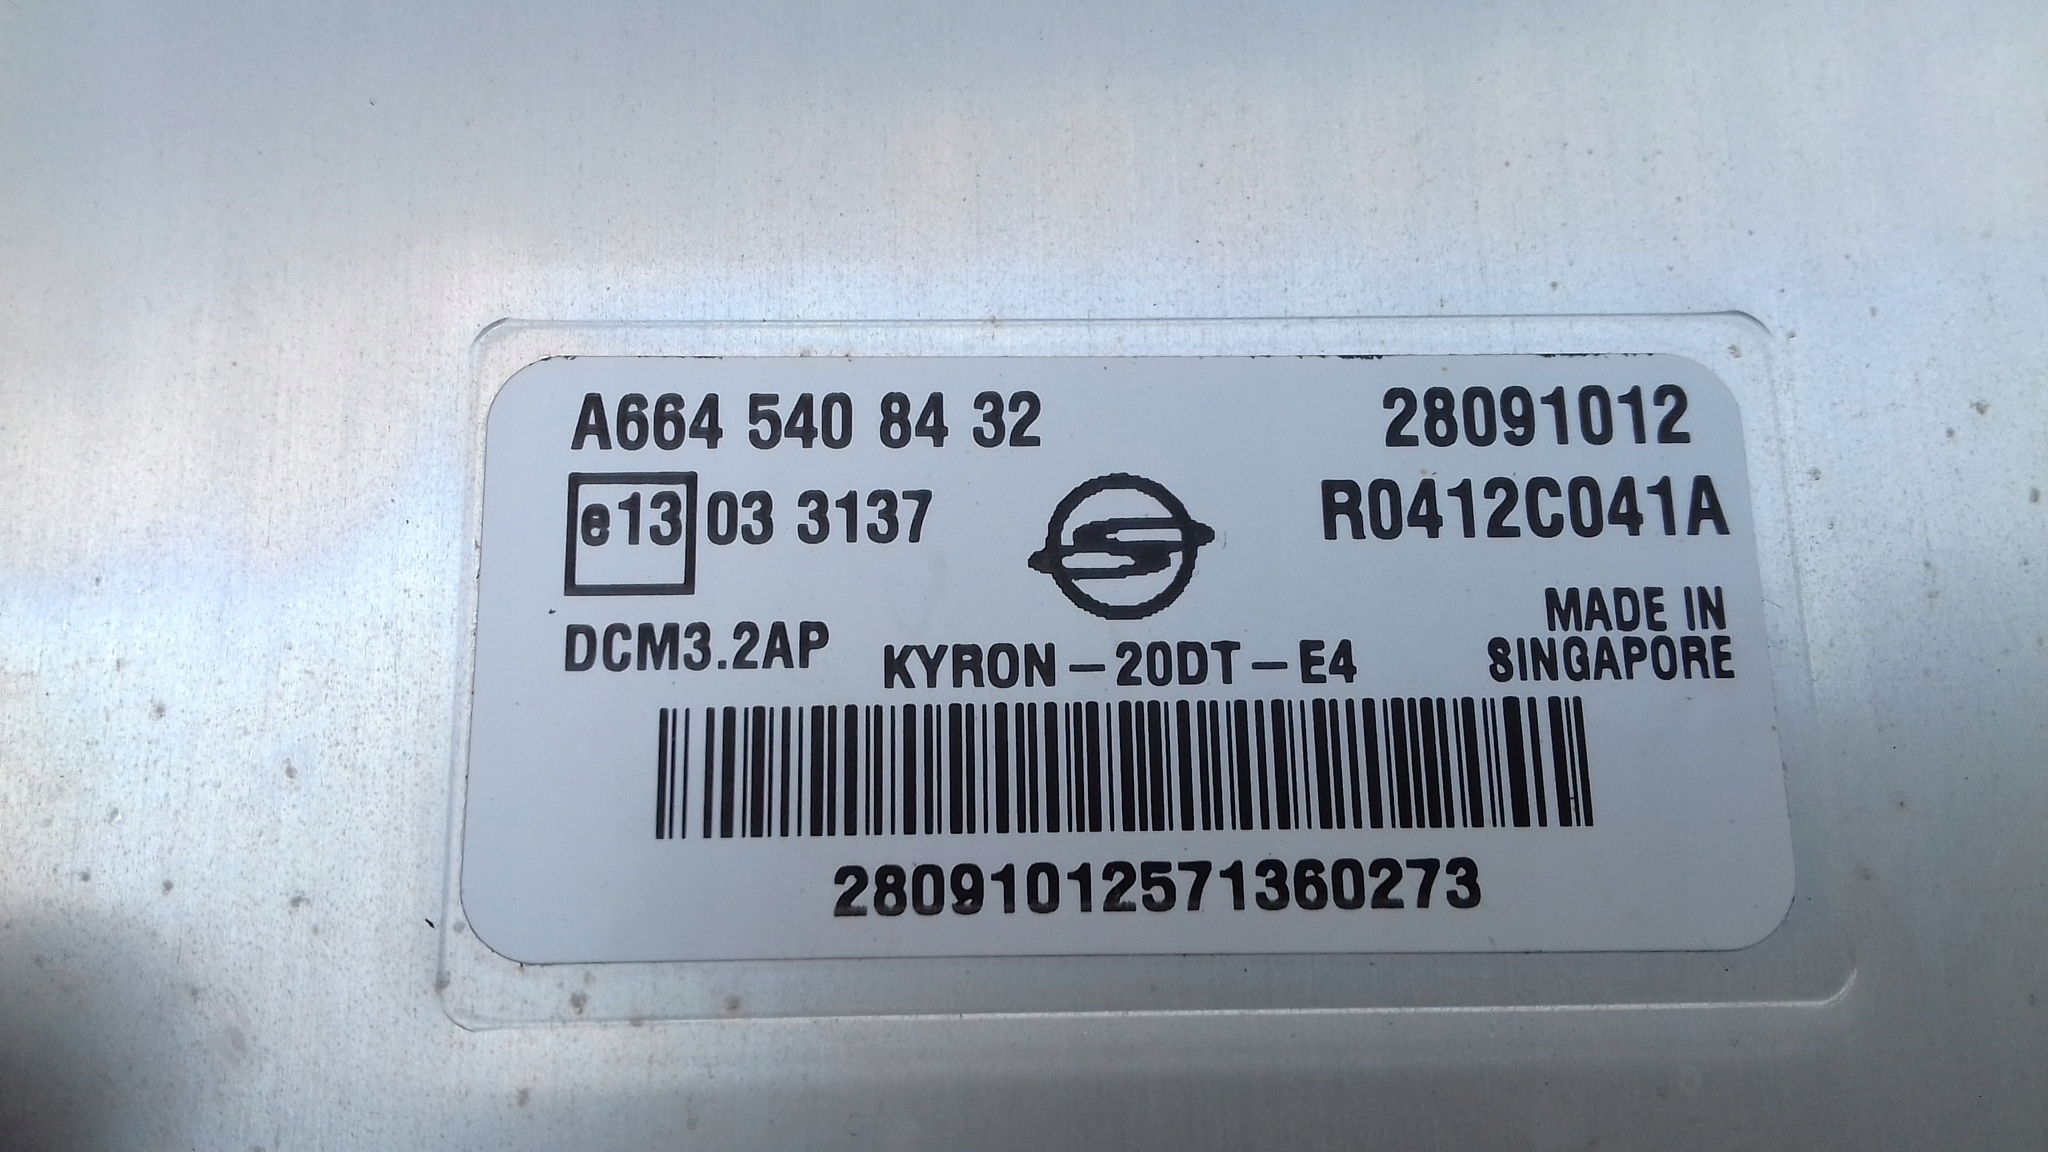 A664 540 84 32
28091012
e13 03 3137
R0412C041A
MADE IN
SINGAPORE
DCM3.2AP
KYRON-20DT-E4
28091012571360273